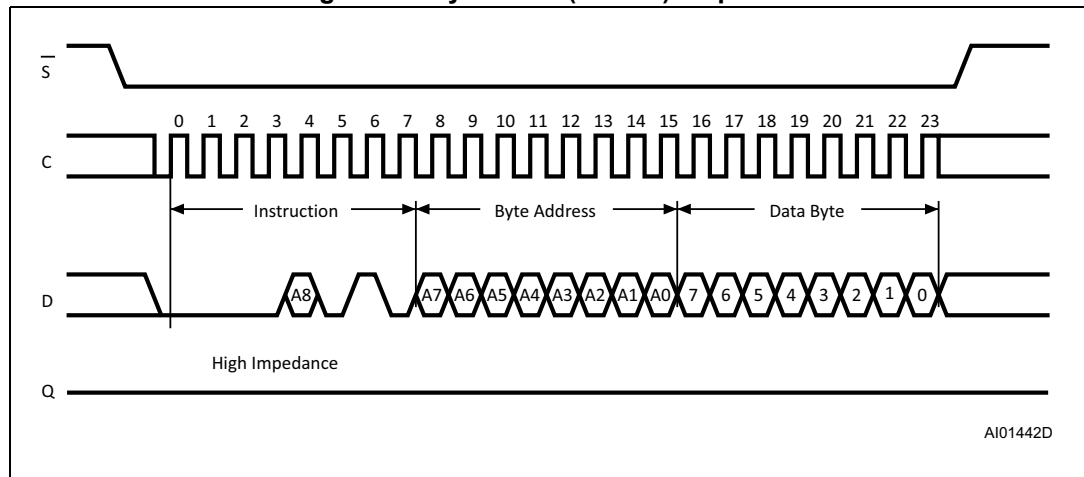 S
0 1 2 3 4 5 6 7 8 9 10 11 12 13 14 15 16 17 18 19 20 21 22 23
C
Instruction Byte Address Data Byte
D A8 A7 A6 A5 A4 A3 A2 A1 A0 7 6 5 4 3 2 1 0
High Impedance
Q
AI01442D